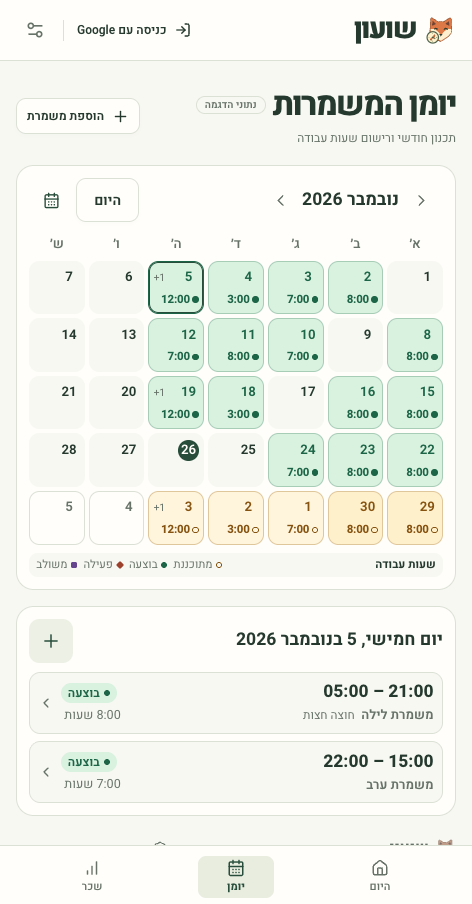 שועון
כניסה עם Google
יומן המשמרות
נתוני הדגמה
הוספת משמרת
תכנון חודשי ורישום שעות עבודה
נובמבר 2026
היום
א׳ ב׳ ג׳ ד׳ ה׳ ו׳ ש׳
1 2 3 4 5 +1 6 7
8:00 7:00 3:00 12:00
8 9 10 11 12 13 14
8:00 7:00 8:00 7:00
15 16 17 18 19 +1 20 21
8:00 8:00 3:00 12:00
22 23 24 25 26 27 28
8:00 8:00 7:00
29 30 1 2 3 +1 4 5
8:00 8:00 7:00 3:00 12:00
שעות עבודה
מתוכננת בוצעה פעילה משולב
יום חמישי, 5 בנובמבר 2026
21:00 – 05:00
בוצעה
משמרת לילה חוצה חצות
8:00 שעות
15:00 – 22:00
בוצעה
משמרת ערב
7:00 שעות
היום
יומן
שכר